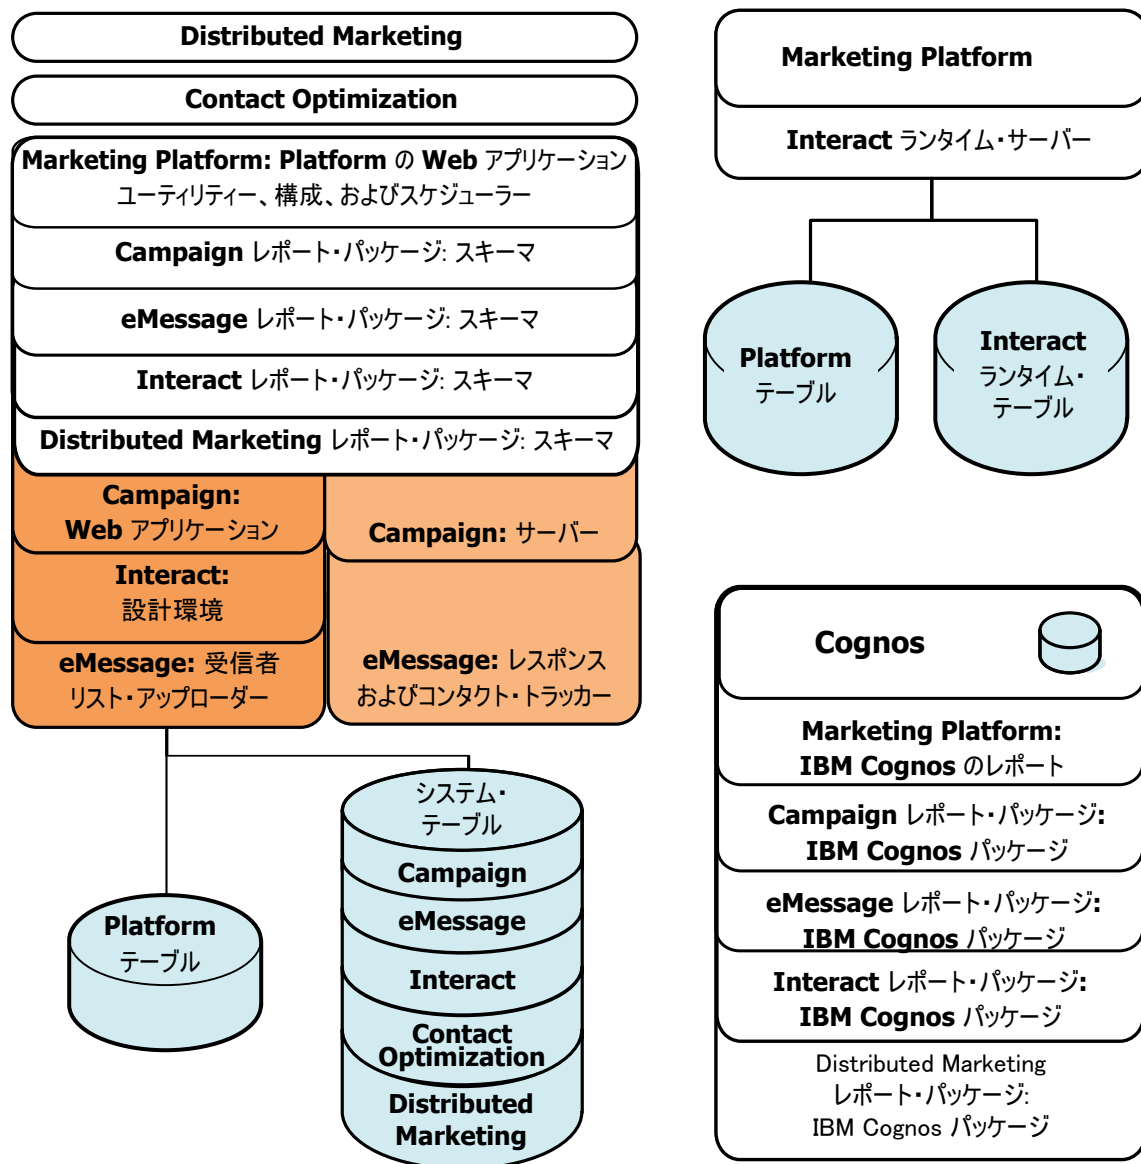 Distributed Marketing
Contact Optimization
Marketing Platform: Platform の Web アプリケーション
ユーティリティー、構成、およびスケジューラー
Campaign レポート・パッケージ: スキーマ
eMessage レポート・パッケージ: スキーマ
Interact レポート・パッケージ: スキーマ
Distributed Marketing レポート・パッケージ: スキーマ
Campaign:
Web アプリケーション
Campaign: サーバー
Interact:
設計環境
eMessage: 受信者
リスト・アップローダー
eMessage: レスポンス
およびコンタクト・トラッカー
Platform
テーブル
システム・
テーブル
Campaign
eMessage
Interact
Contact
Optimization
Distributed
Marketing
Marketing Platform
Interact ランタイム・サーバー
Platform
テーブル
Interact
ランタイム・
テーブル
Cognos
Marketing Platform:
IBM Cognos のレポート
Campaign レポート・パッケージ:
IBM Cognos パッケージ
eMessage レポート・パッケージ:
IBM Cognos パッケージ
Interact レポート・パッケージ:
IBM Cognos パッケージ
Distributed Marketing
レポート・パッケージ:
IBM Cognos パッケージ